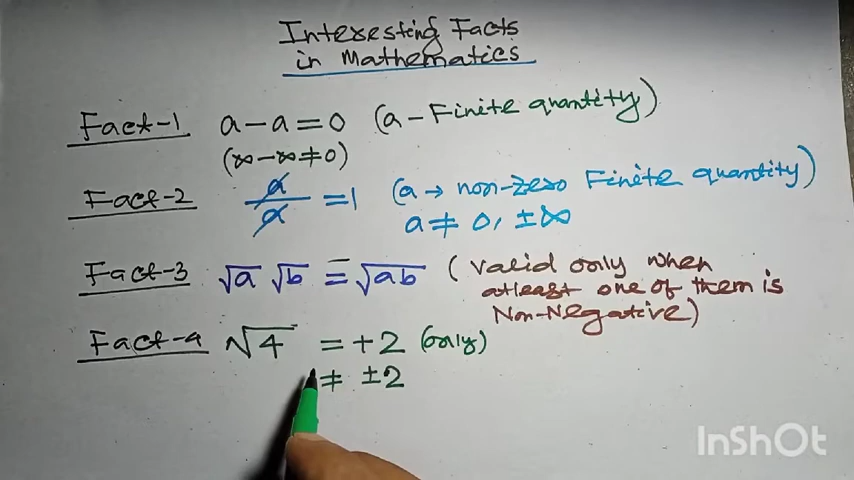 Interesting Facts
in Mathematics
Fact-1 a-a=0 (a-Finite quantity)
(∞-∞≠0)
Fact-2 a/a =1 (a→ non-zero Finite quantity)
a≠ 0, ±∞
Fact-3 √a √b = √ab (valid only when
atleast one of them is
Non-Negative)
Fact-4 √4 = +2 (only)
≠ ±2
InShOt